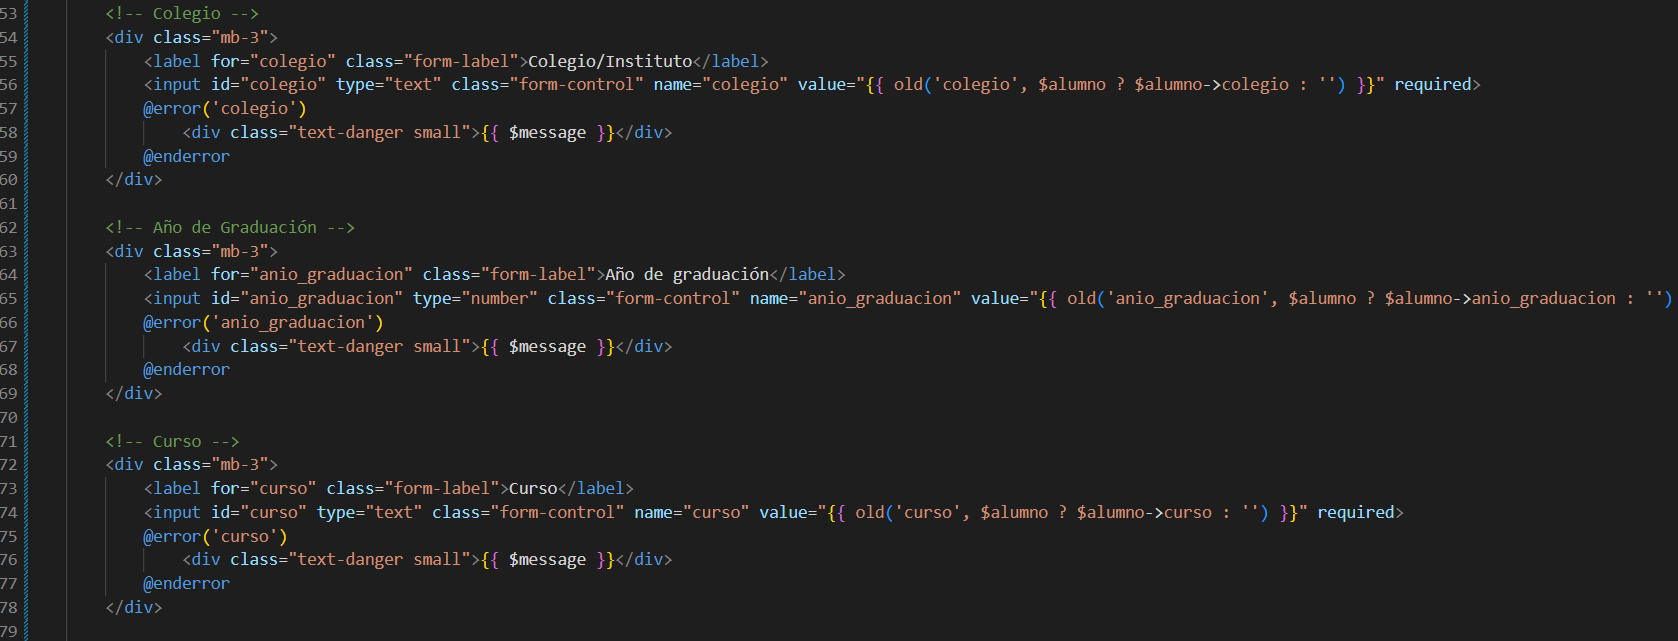 53 <!-- Colegio -->
54 <div class="mb-3">
55 <label for="colegio" class="form-label">Colegio/Instituto</label>
56 <input id="colegio" type="text" class="form-control" name="colegio" value="{{ old('colegio', $alumno ? $alumno->colegio : '') }}" required>
57 @error('colegio')
58 <div class="text-danger small">{{ $message }}</div>
59 @enderror
60 </div>
61
62 <!-- Año de Graduación -->
63 <div class="mb-3">
64 <label for="anio_graduacion" class="form-label">Año de graduación</label>
65 <input id="anio_graduacion" type="number" class="form-control" name="anio_graduacion" value="{{ old('anio_graduacion', $alumno ? $alumno->anio_graduacion : '')
66 @error('anio_graduacion')
67 <div class="text-danger small">{{ $message }}</div>
68 @enderror
69 </div>
70
71 <!-- Curso -->
72 <div class="mb-3">
73 <label for="curso" class="form-label">Curso</label>
74 <input id="curso" type="text" class="form-control" name="curso" value="{{ old('curso', $alumno ? $alumno->curso : '') }}" required>
75 @error('curso')
76 <div class="text-danger small">{{ $message }}</div>
77 @enderror
78 </div>
79